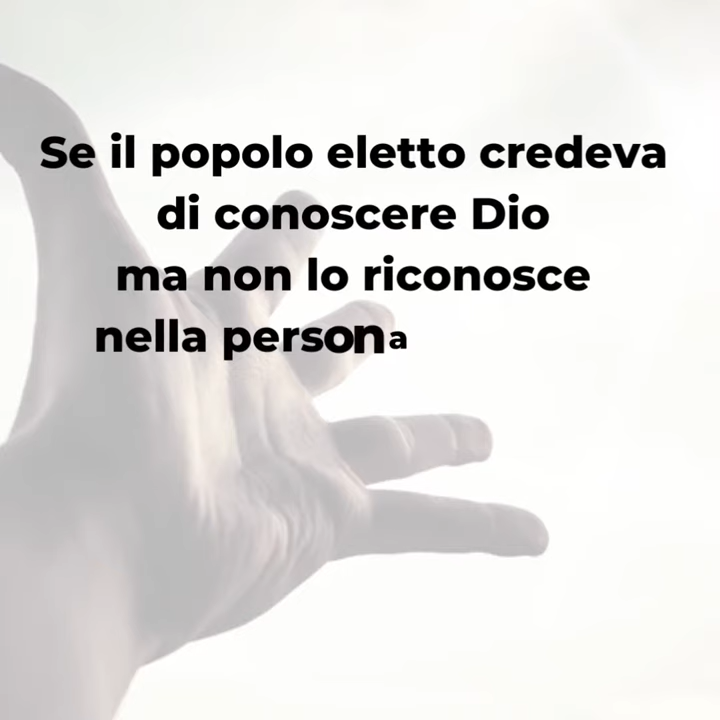 Se il popolo eletto credeva
di conoscere Dio
ma non lo riconosce
nella persona